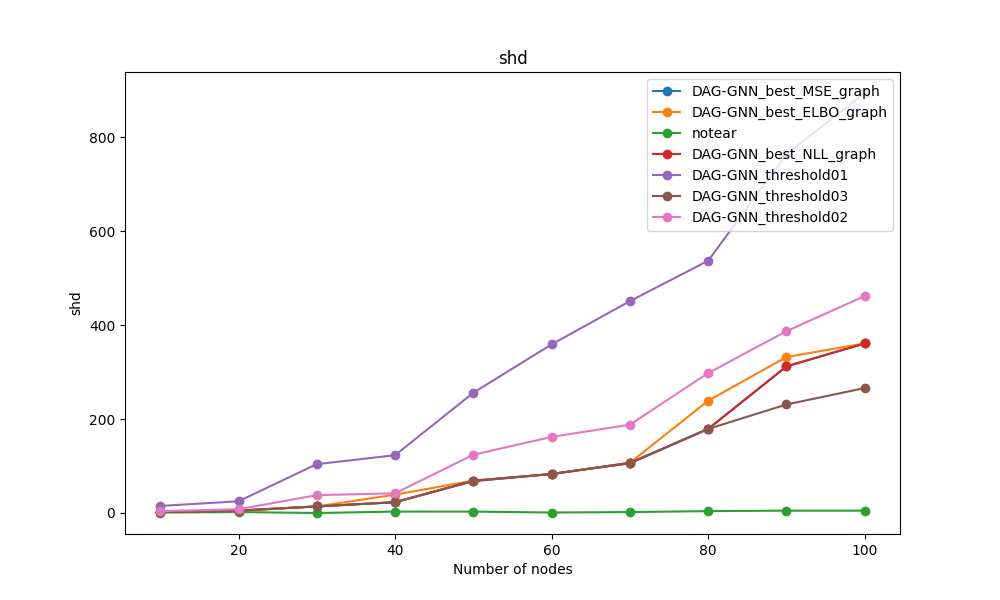 shd
DAG-GNN_best_MSE_graph
DAG-GNN_best_ELBO_graph
notear
DAG-GNN_best_NLL_graph
DAG-GNN_threshold01
DAG-GNN_threshold03
DAG-GNN_threshold02
shd
800
600
400
200
0
20 40 60 80 100
Number of nodes